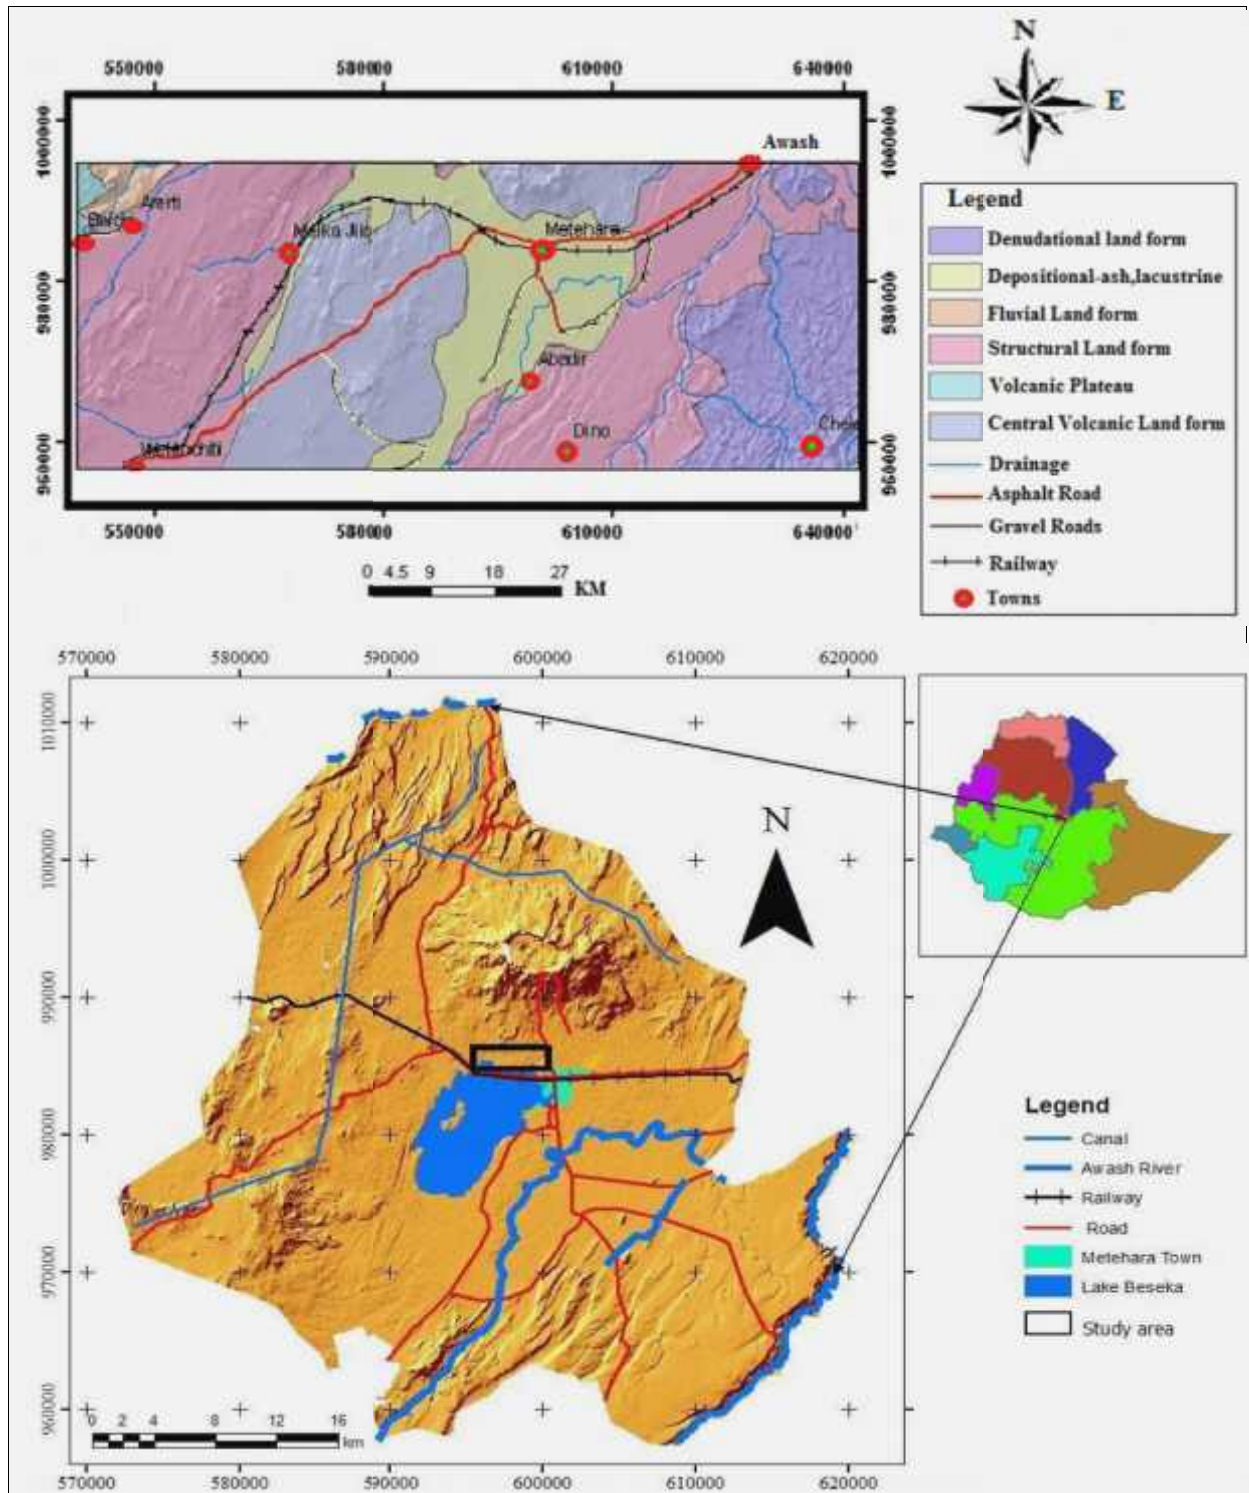 N
E
550000 580000 610000 640000
1000000 1000000
980000 980000
960000 960000
Awash
Arerti
Melka Jilo
Metehara
Abadir
Dino
Welenchiti
550000 580000 610000 640000
0 4.5 9 18 27
KM
Legend
Denudational land form
Depositional-ash,lacustrine
Fluvial Land form
Structural Land form
Volcanic Plateau
Central Volcanic Land form
Drainage
Asphalt Road
Gravel Roads
Railway
Towns
570000 580000 590000 600000 610000 620000
1010000
1000000
990000
980000
970000
960000
N
0 2 4 8 12 16
km
570000 580000 590000 600000 610000 620000
Legend
Canal
Awash River
Railway
Road
Metehara Town
Lake Beseka
Study area